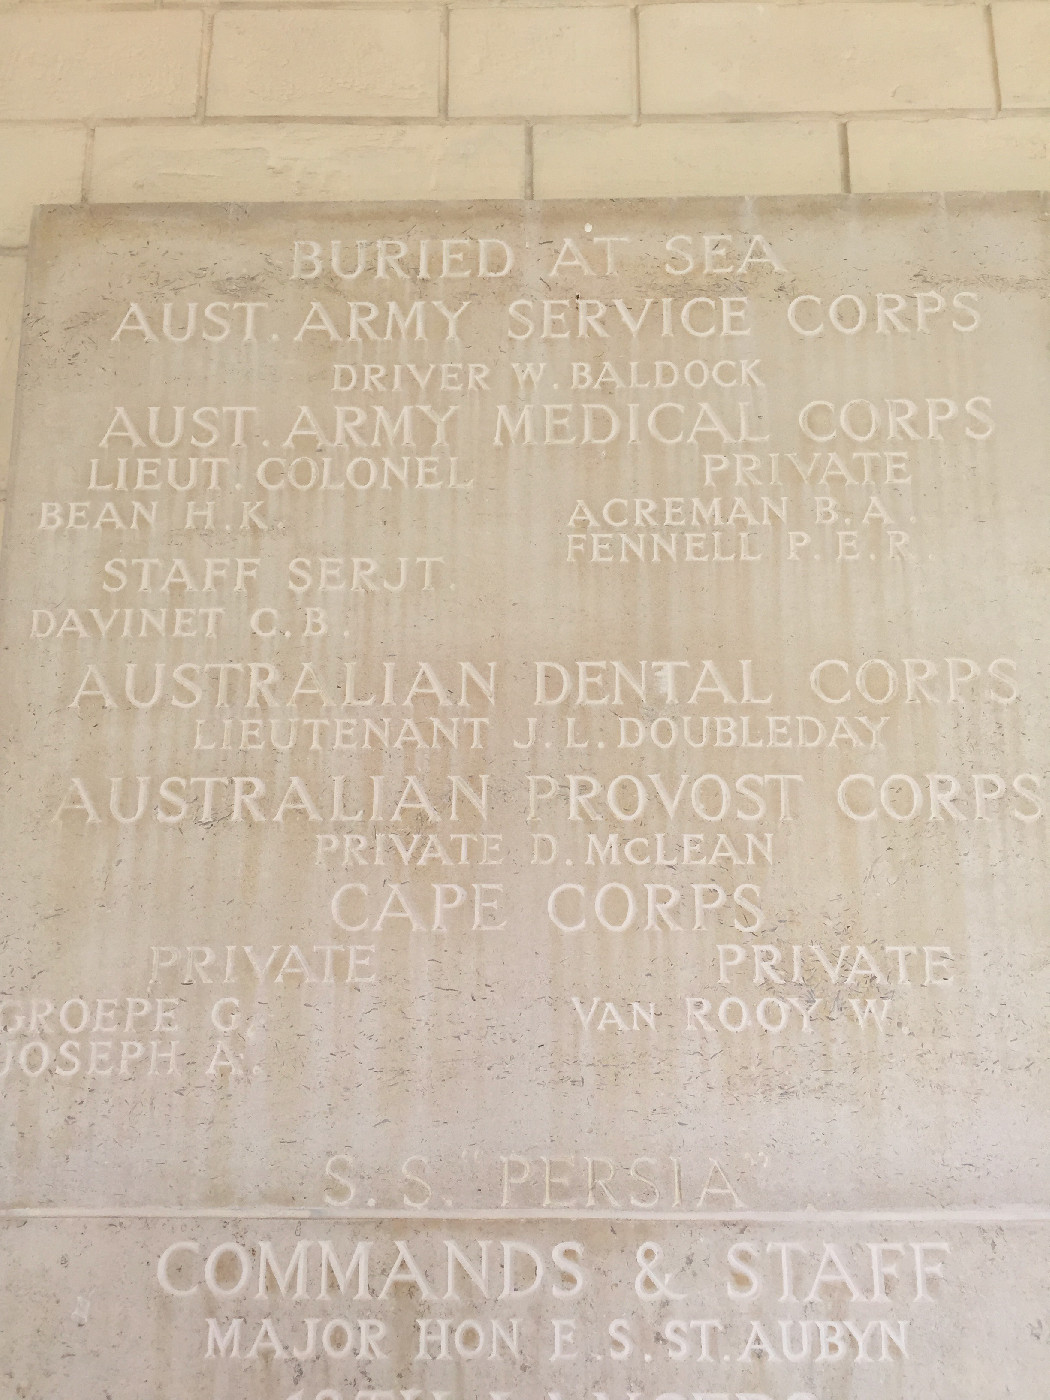 BURIED AT SEA
AUST. ARMY SERVICE CORPS
DRIVER W. BALDOCK
AUST. ARMY MEDICAL CORPS
LIEUT. COLONEL
BEAN H.K.
STAFF SERJT.
DAVINET C.B.
PRIVATE
ACREMAN B.A.
FENNELL P.E.R.
AUSTRALIAN DENTAL CORPS
LIEUTENANT J.L. DOUBLEDAY
AUSTRALIAN PROVOST CORPS
PRIVATE D. McLEAN
CAPE CORPS
PRIVATE
GROEPE G.
JOSEPH A.
PRIVATE
VAN ROOY W.
S.S. "PERSIA"
COMMANDS & STAFF
MAJOR HON E.S. ST. AUBYN